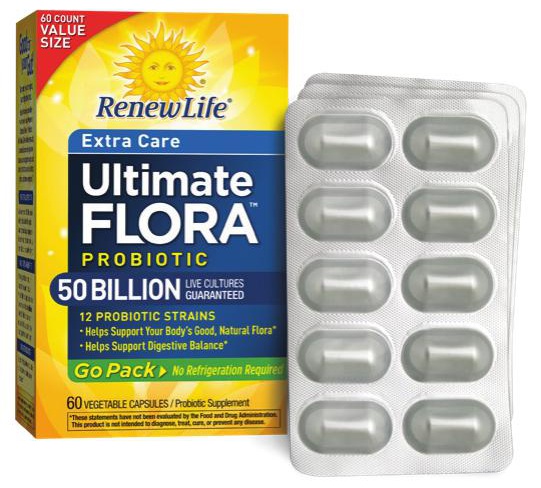 60 COUNT
VALUE
SIZE
RENEWLIFE®
Extra Care
Ultimate
FLORA™
PROBIOTIC
50 BILLION LIVE CULTURES
GUARANTEED
12 PROBIOTIC STRAINS
• Helps Support Your Body's Good, Natural Flora*
• Helps Support Digestive Balance*
Go Pack No Refrigeration Required
60 VEGETABLE CAPSULES / Probiotic Supplement
*These statements have not been evaluated by the Food and Drug Administration.
This product is not intended to diagnose, treat, cure, or prevent any disease.